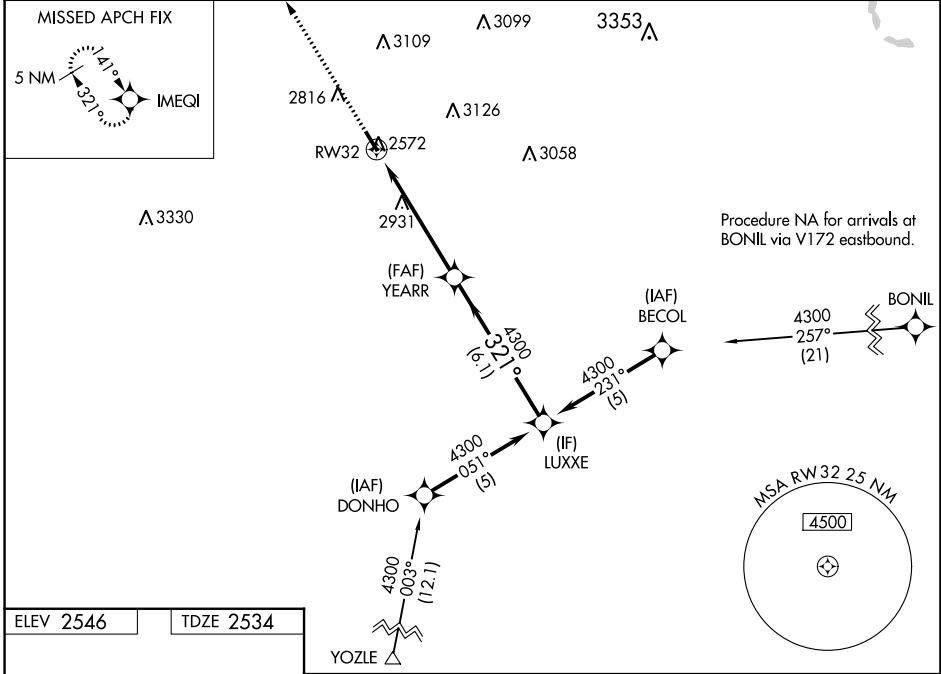 MISSED APCH FIX
5 NM
141°
321°
IMEQI
3109
3099
3353
2816
3126
RW32
2572
3058
3330
2931
Procedure NA for arrivals at
BONIL via V172 eastbound.
(FAF)
YEARR
(IAF)
BECOL
BONIL
4300
257°
(21)
4300
321°
(6.1)
4300
231°
(5)
(IF)
LUXXE
4300
051°
(5)
(IAF)
DONHO
MSA RW32 25 NM
4500
4300
003°
(12.1)
ELEV 2546
TDZE 2534
YOZLE